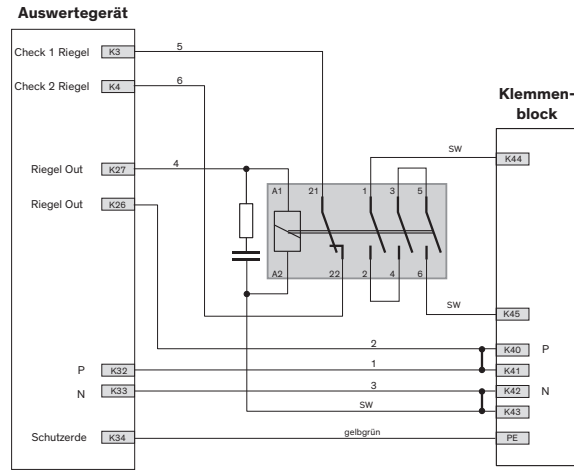 Auswertegerät
Check 1 Riegel K3 5
Check 2 Riegel K4 6
Klemmen-
block
SW K44
Riegel Out K27 4
A1 21 1 3 5
Riegel Out K26
A2 22 2 4 6
SW K45
2 K40 P
P K32 1 K41
N K33 3 K42 N
SW K43
Schutzerde K34 gelbgrün PE